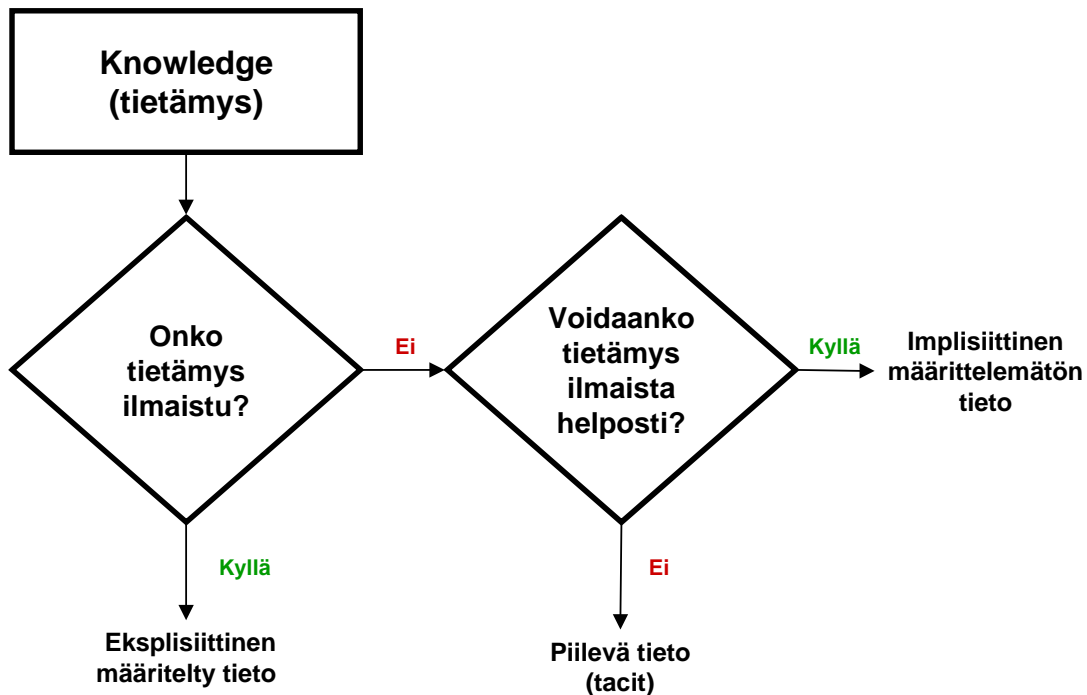 Knowledge
(tietämys)
Onko
tietämys
ilmaistu?
Ei
Voidaanko
tietämys
ilmaista
helposti?
Kyllä
Implisiittinen
määrittelemätön
tieto
Kyllä
Ei
Eksplisiittinen
määritelty tieto
Piilevä tieto
(tacit)